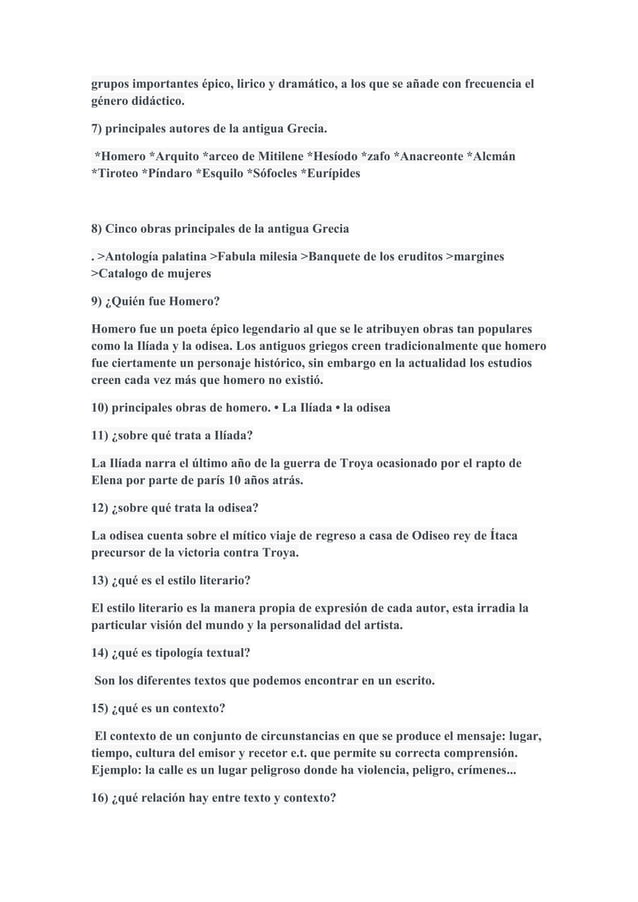 grupos importantes épico, lirico y dramático, a los que se añade con frecuencia el
género didáctico.
7) principales autores de la antigua Grecia.
*Homero *Arquito *arceo de Mitilene *Hesíodo *zafo *Anacreonte *Alcmán
*Tiroteo *Píndaro *Esquilo *Sófocles *Eurípides
8) Cinco obras principales de la antigua Grecia
. >Antología palatina >Fabula milesia >Banquete de los eruditos >margines
>Catalogo de mujeres
9) ¿Quién fue Homero?
Homero fue un poeta épico legendario al que se le atribuyen obras tan populares
como la Ilíada y la odisea. Los antiguos griegos creen tradicionalmente que homero
fue ciertamente un personaje histórico, sin embargo en la actualidad los estudios
creen cada vez más que homero no existió.
10) principales obras de homero. • La Ilíada • la odisea
11) ¿sobre qué trata a Ilíada?
La Ilíada narra el último año de la guerra de Troya ocasionado por el rapto de
Elena por parte de parís 10 años atrás.
12) ¿sobre qué trata la odisea?
La odisea cuenta sobre el mítico viaje de regreso a casa de Odiseo rey de Ítaca
precursor de la victoria contra Troya.
13) ¿qué es el estilo literario?
El estilo literario es la manera propia de expresión de cada autor, esta irradia la
particular visión del mundo y la personalidad del artista.
14) ¿qué es tipología textual?
Son los diferentes textos que podemos encontrar en un escrito.
15) ¿qué es un contexto?
El contexto de un conjunto de circunstancias en que se produce el mensaje: lugar,
tiempo, cultura del emisor y recetor e.t. que permite su correcta comprensión.
Ejemplo: la calle es un lugar peligroso donde ha violencia, peligro, crímenes...
16) ¿qué relación hay entre texto y contexto?